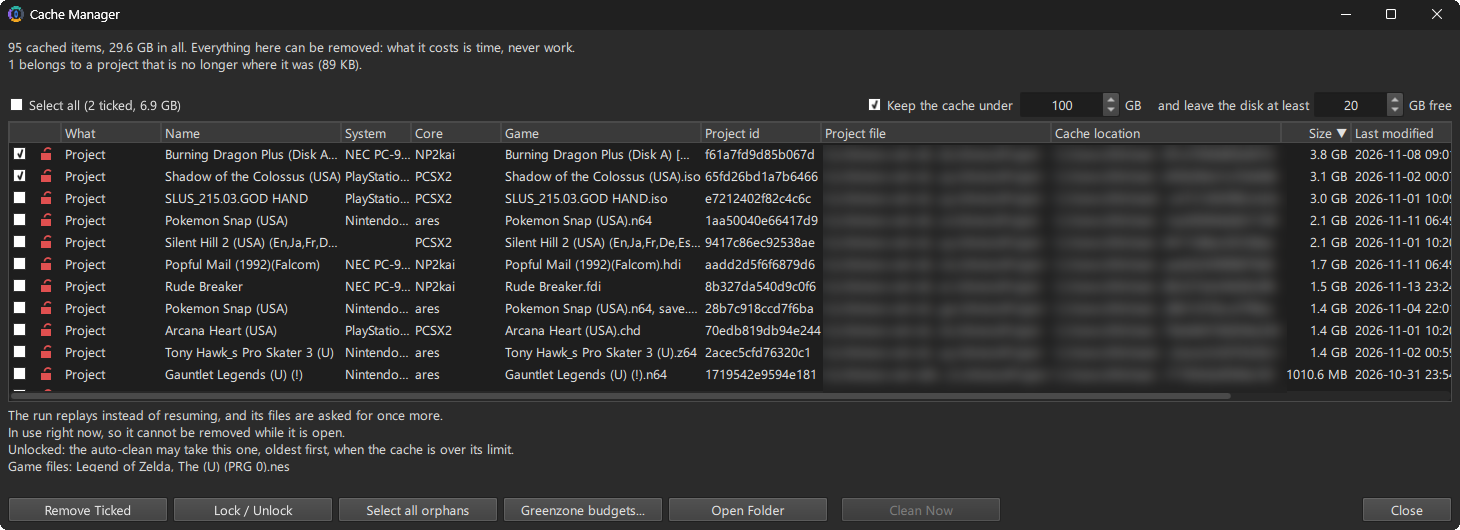 Cache Manager
95 cached items, 29.6 GB in all. Everything here can be removed: what it costs is time, never work.
1 belongs to a project that is no longer where it was (89 KB).
Select all (2 ticked, 6.9 GB) Keep the cache under 100 GB and leave the disk at least 20 GB free
What Name System Core Game Project id Project file Cache location Size Last modified
Project Burning Dragon Plus (Disk A... NEC PC-9... NP2kai Burning Dragon Plus (Disk A) [... f61a7fd9d85b067d 3.8 GB 2026-11-08 09:01
Project Shadow of the Colossus (USA) PlayStatio... PCSX2 Shadow of the Colossus (USA).iso 65fd26bd1a7b6466 3.1 GB 2026-11-02 00:07
Project SLUS_215.03.GOD HAND PlayStatio... PCSX2 SLUS_215.03.GOD HAND.iso e7212402f82c4c6c 3.0 GB 2026-11-01 10:09
Project Pokemon Snap (USA) Nintendo... ares Pokemon Snap (USA).n64 1aa50040e66417d9 2.1 GB 2026-11-11 06:49
Project Silent Hill 2 (USA) (En,Ja,Fr,D... PCSX2 Silent Hill 2 (USA) (En,Ja,Fr,De,Es... 9417c86ec92538ae 2.1 GB 2026-11-01 10:20
Project Popful Mail (1992)(Falcom) NEC PC-9... NP2kai Popful Mail (1992)(Falcom).hdi aadd2d5f6f6879d6 1.7 GB 2026-11-11 06:49
Project Rude Breaker NEC PC-9... NP2kai Rude Breaker.fdi 8b327da540d9c0f6 1.5 GB 2026-11-13 23:24
Project Pokemon Snap (USA) Nintendo... ares Pokemon Snap (USA).n64, save.... 28b7c918ccd7f6ba 1.4 GB 2026-11-04 22:01
Project Arcana Heart (USA) PlayStatio... PCSX2 Arcana Heart (USA).chd 70edb819db94e244 1.4 GB 2026-11-01 10:20
Project Tony Hawk_s Pro Skater 3 (U) Nintendo... ares Tony Hawk_s Pro Skater 3 (U).z64 2acec5cfd76320c1 1.4 GB 2026-11-02 00:59
Project Gauntlet Legends (U) (!) Nintendo... ares Gauntlet Legends (U) (!).n64 1719542e9594e181 1010.6 MB 2026-10-31 23:54
The run replays instead of resuming, and its files are asked for once more.
In use right now, so it cannot be removed while it is open.
Unlocked: the auto-clean may take this one, oldest first, when the cache is over its limit.
Game files: Legend of Zelda, The (U) (PRG 0).nes
Remove Ticked Lock / Unlock Select all orphans Greenzone budgets... Open Folder Clean Now Close